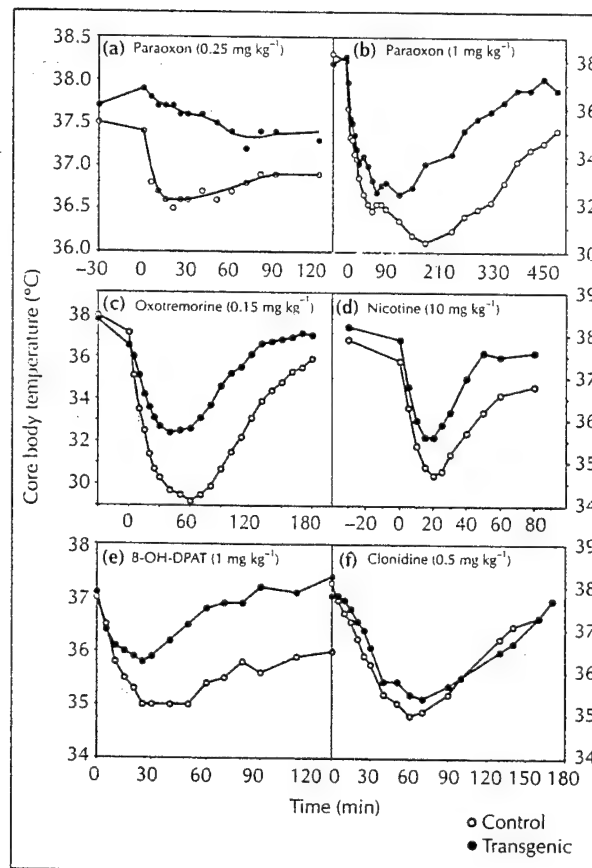 (a) Paraoxon (0.25 mg kg⁻¹)
38.0
37.5
37.0
36.5
36.0
−30 0 30 60 90 120
(b) Paraoxon (1 mg kg⁻¹)
38
36
34
32
30
0 90 210 330 450
Core body temperature (°C)
(c) Oxotremorine (0.15 mg kg⁻¹)
38
36
34
32
30
0 60 120 180
(d) Nicotine (10 mg kg⁻¹)
38
37
36
35
34
−20 0 20 40 60 80
(e) 8-OH-DPAT (1 mg kg⁻¹)
38
37
36
35
34
0 30 60 90 120
(f) Clonidine (0.5 mg kg⁻¹)
39
38
37
36
35
34
0 30 60 90 120 150 180
Time (min)
Control
Transgenic